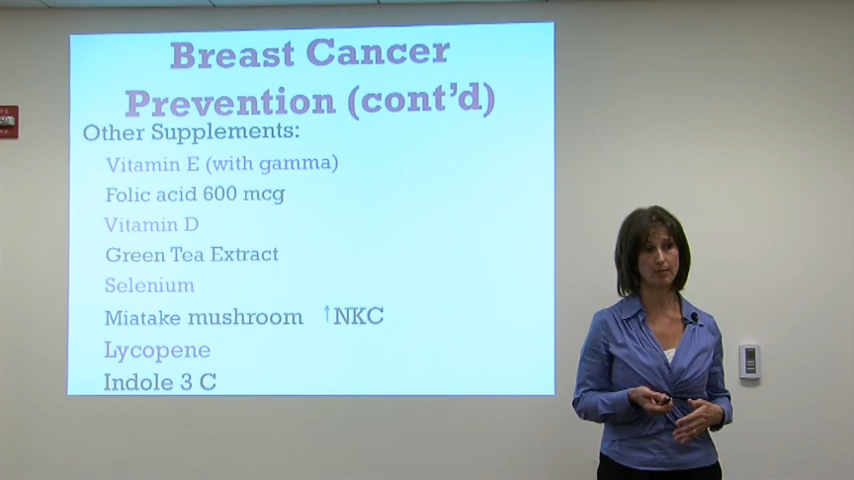 Breast Cancer
Prevention (cont'd)
Other Supplements:
Vitamin E (with gamma)
Folic acid 600 mcg
Vitamin D
Green Tea Extract
Selenium
Miatake mushroom ↑NKC
Lycopene
Indole 3 C